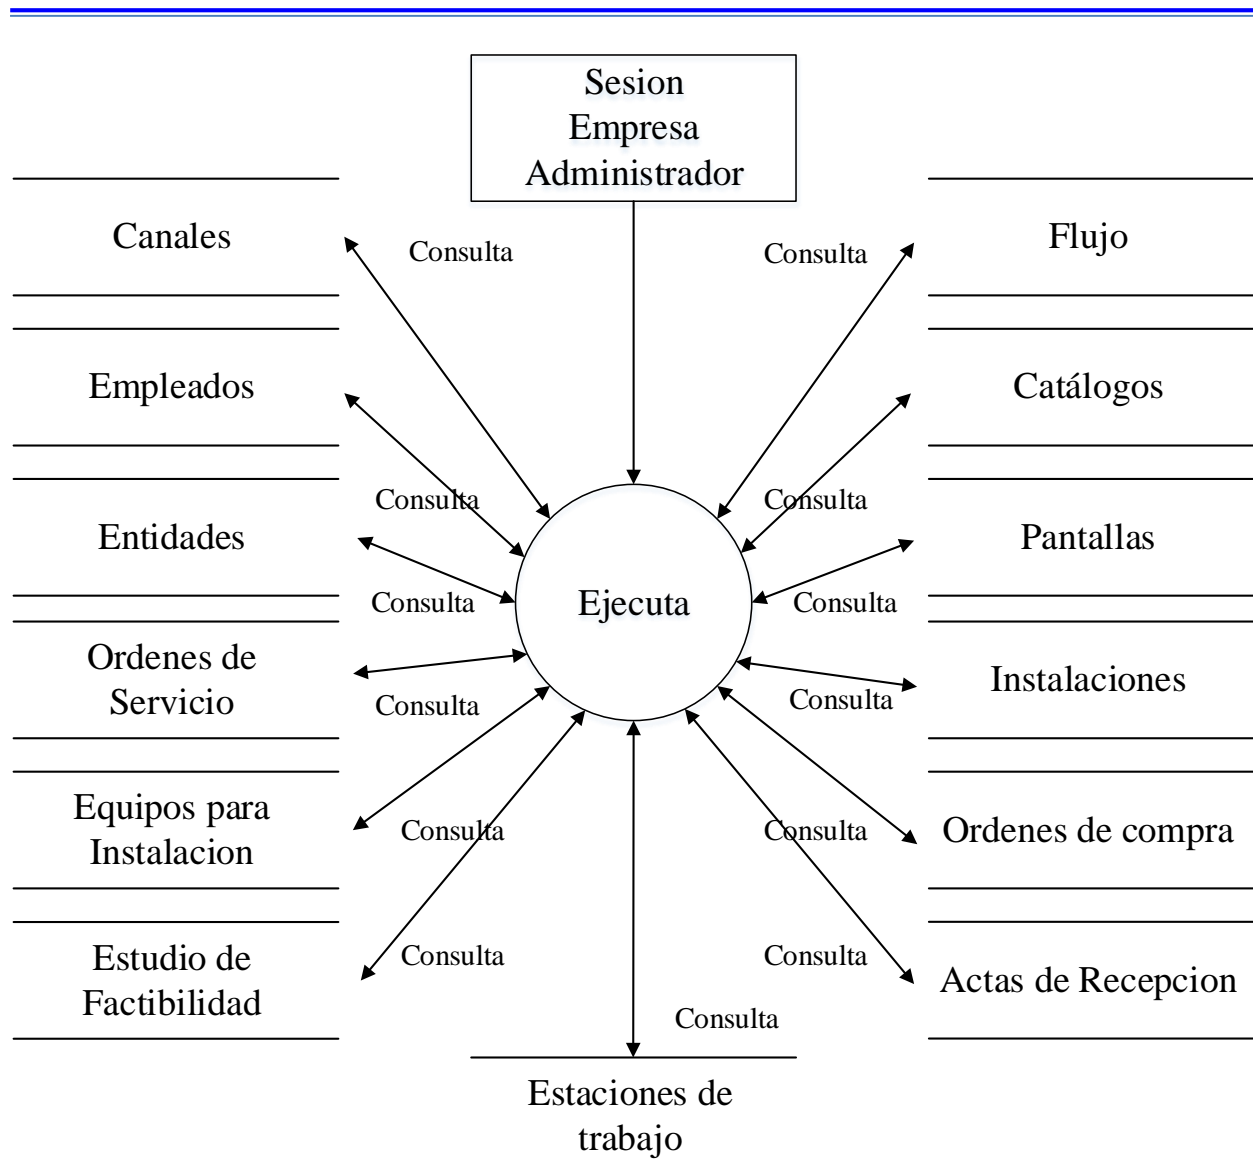 Sesion
Empresa
Administrador
Canales
Consulta
Consulta
Flujo
Empleados
Catálogos
Consulta
Consulta
Entidades
Pantallas
Consulta
Ejecuta
Consulta
Ordenes de
Servicio
Consulta
Consulta
Instalaciones
Equipos para
Instalacion
Consulta
Consulta
Ordenes de compra
Estudio de
Factibilidad
Consulta
Consulta
Actas de Recepcion
Consulta
Estaciones de
trabajo